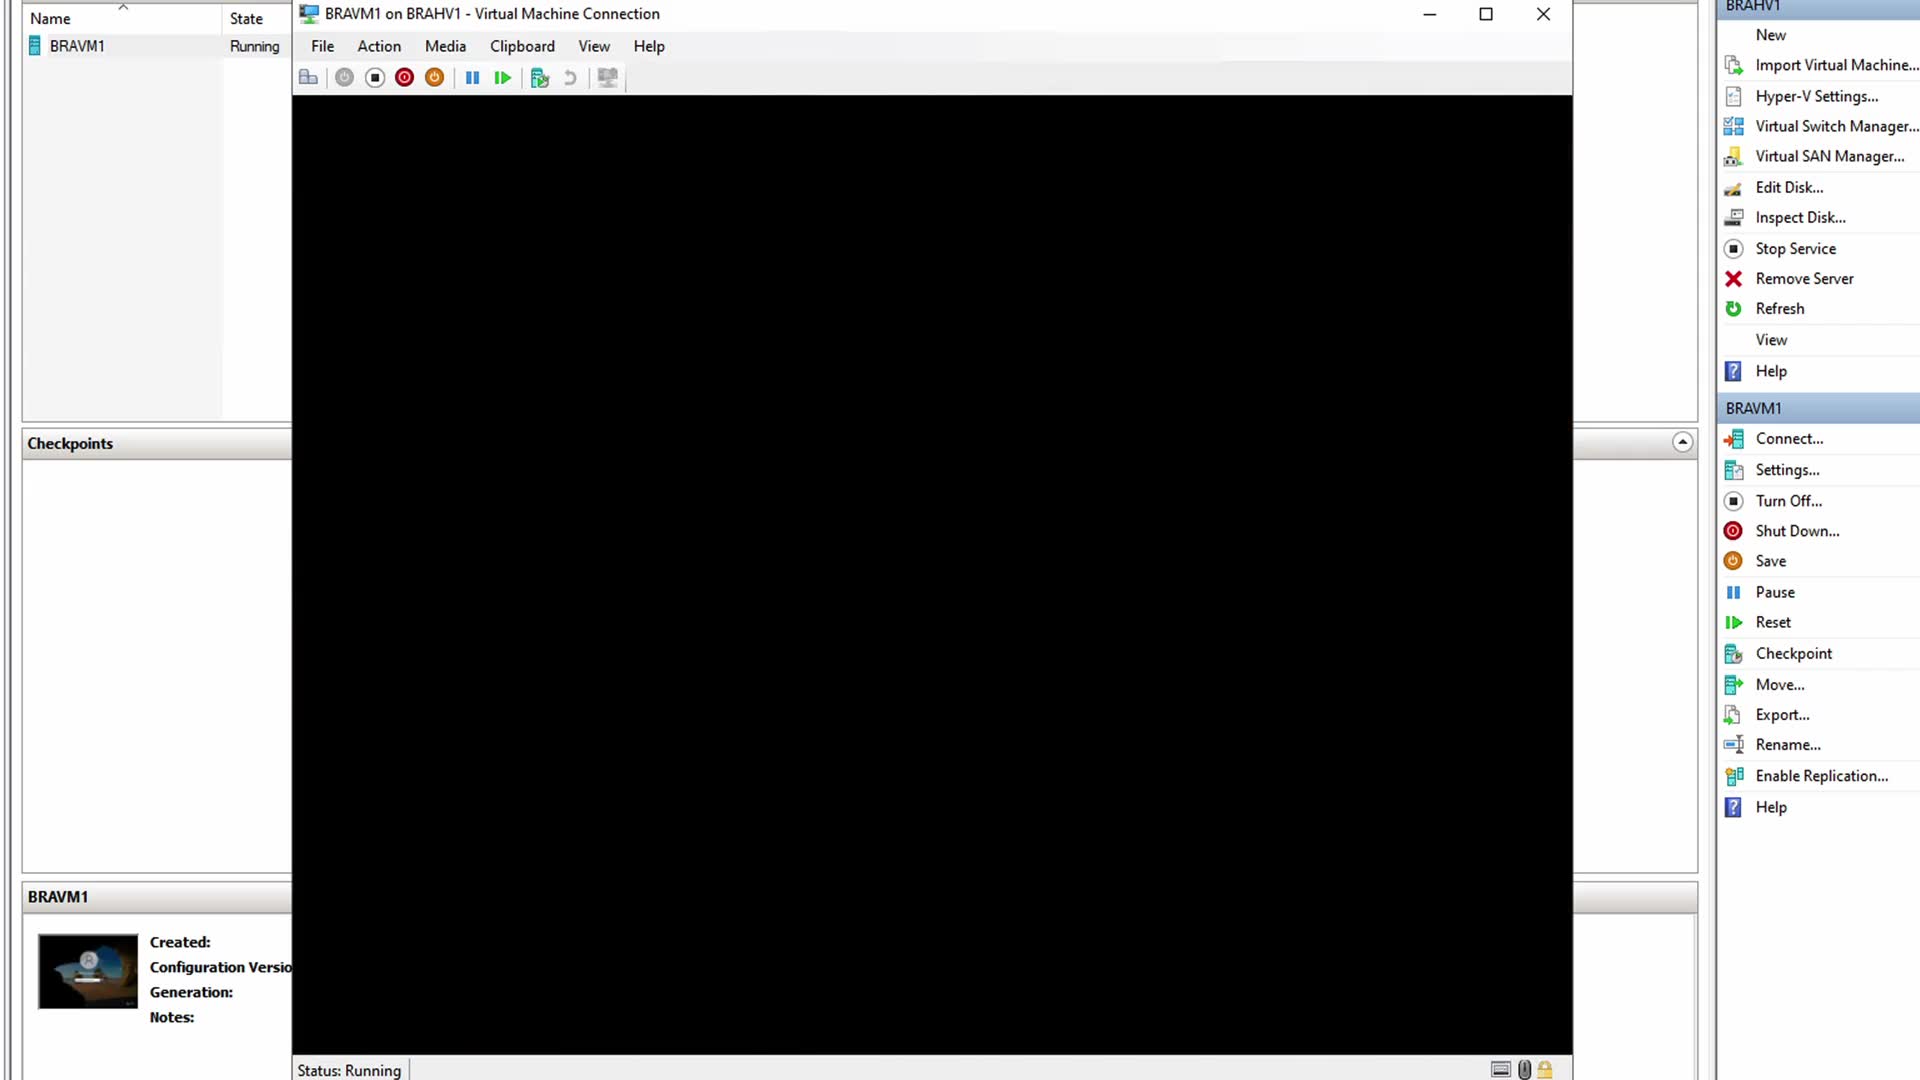 Name State
BRAVM1 Running
Checkpoints
BRAVM1
Created:
Configuration Versio
Generation:
Notes:
BRAVM1 on BRAHV1 - Virtual Machine Connection
File Action Media Clipboard View Help
Status: Running
BRAHV1
New
Import Virtual Machine...
Hyper-V Settings...
Virtual Switch Manager...
Virtual SAN Manager...
Edit Disk...
Inspect Disk...
Stop Service
Remove Server
Refresh
View
Help
BRAVM1
Connect...
Settings...
Turn Off...
Shut Down...
Save
Pause
Reset
Checkpoint
Move...
Export...
Rename...
Enable Replication...
Help